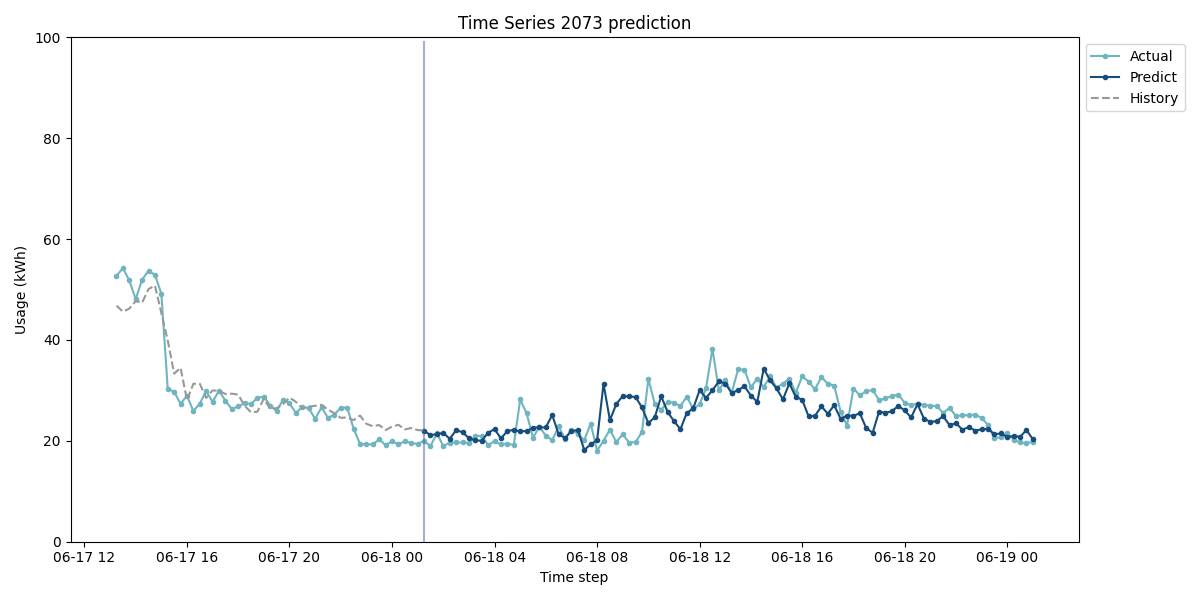 Time Series 2073 prediction
100
80
60
40
20
0
Usage (kWh)
06-17 12
06-17 16
06-17 20
06-18 00
06-18 04
06-18 08
06-18 12
06-18 16
06-18 20
06-19 00
Time step
Actual
Predict
History